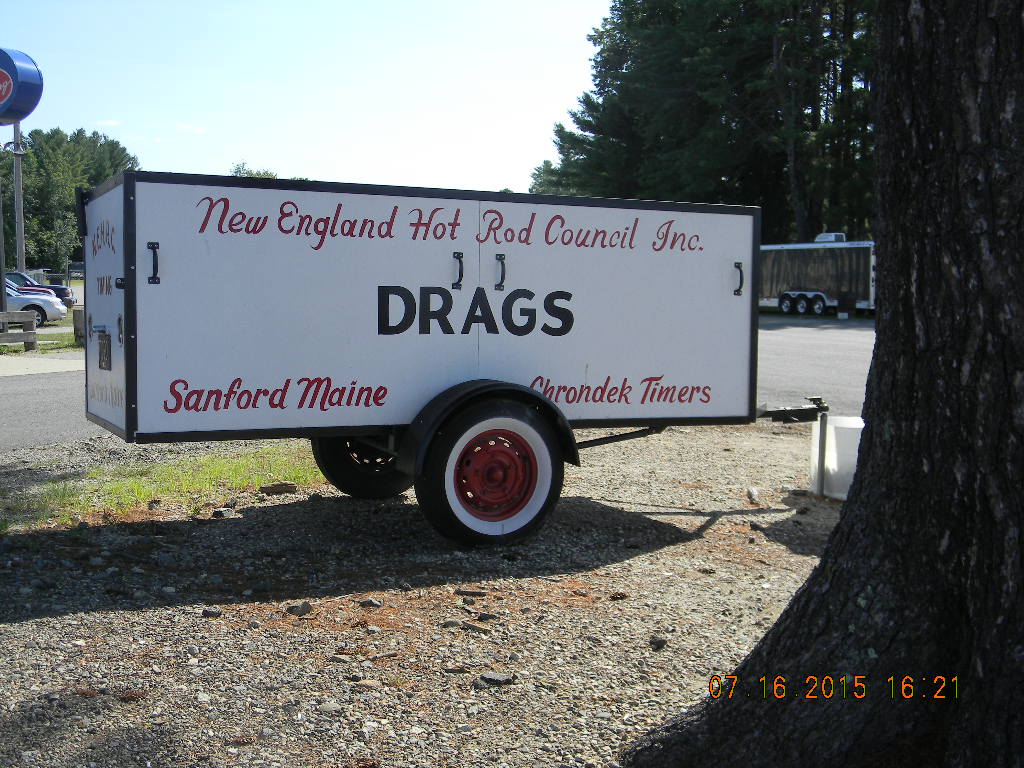 New England Hot Rod Council Inc.
DRAGS
Sanford Maine
Chrondek Timers
07.16.2015 16:21